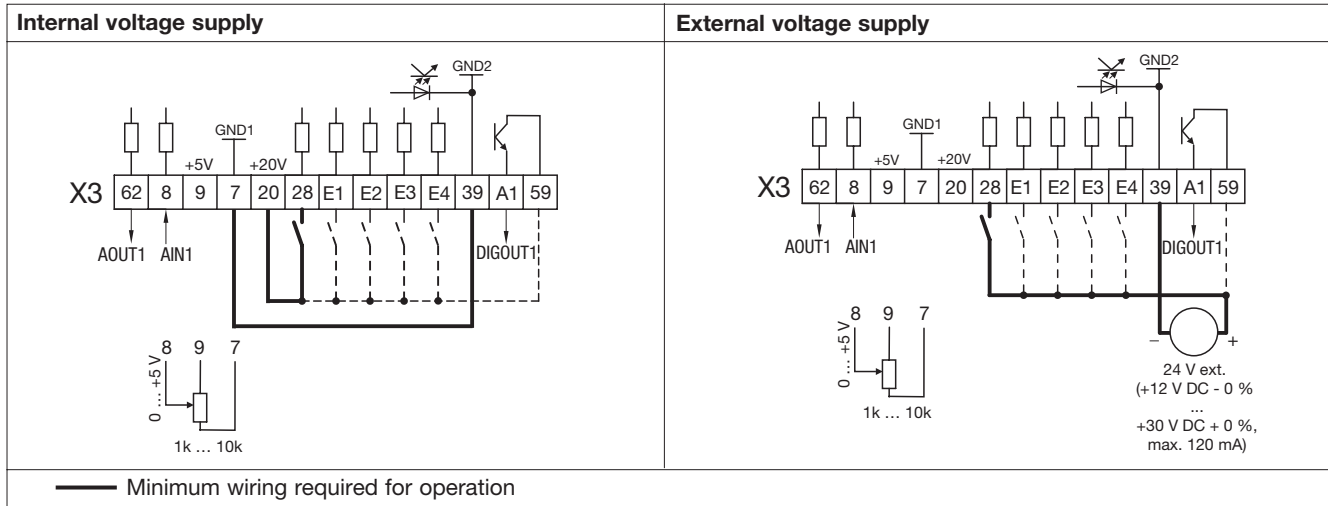 Internal voltage supply
GND2
GND1
+5V
+20V
X3 62 8 9 7 20 28 E1 E2 E3 E4 39 A1 59
AOUT1 AIN1
DIGOUT1
8 9 7
0 ... +5 V
1k ... 10k
External voltage supply
GND2
GND1
+5V
+20V
X3 62 8 9 7 20 28 E1 E2 E3 E4 39 A1 59
AOUT1 AIN1
DIGOUT1
8 9 7
0 ... +5 V
1k ... 10k
– +
24 V ext.
(+12 V DC - 0 %
...
+30 V DC + 0 %,
max. 120 mA)
Minimum wiring required for operation